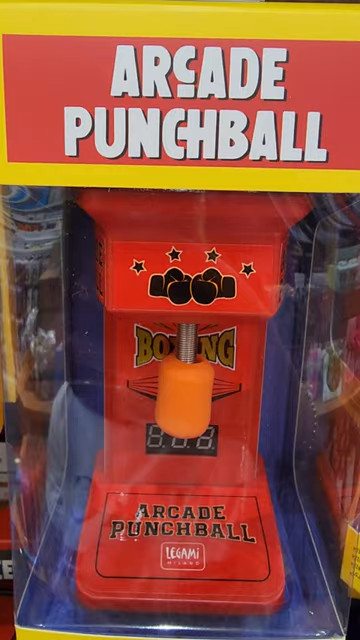 ARCADE
PUNCHBALL
BOXING
ARCADE
PUNCHBALL
LEGAMI
MILANO